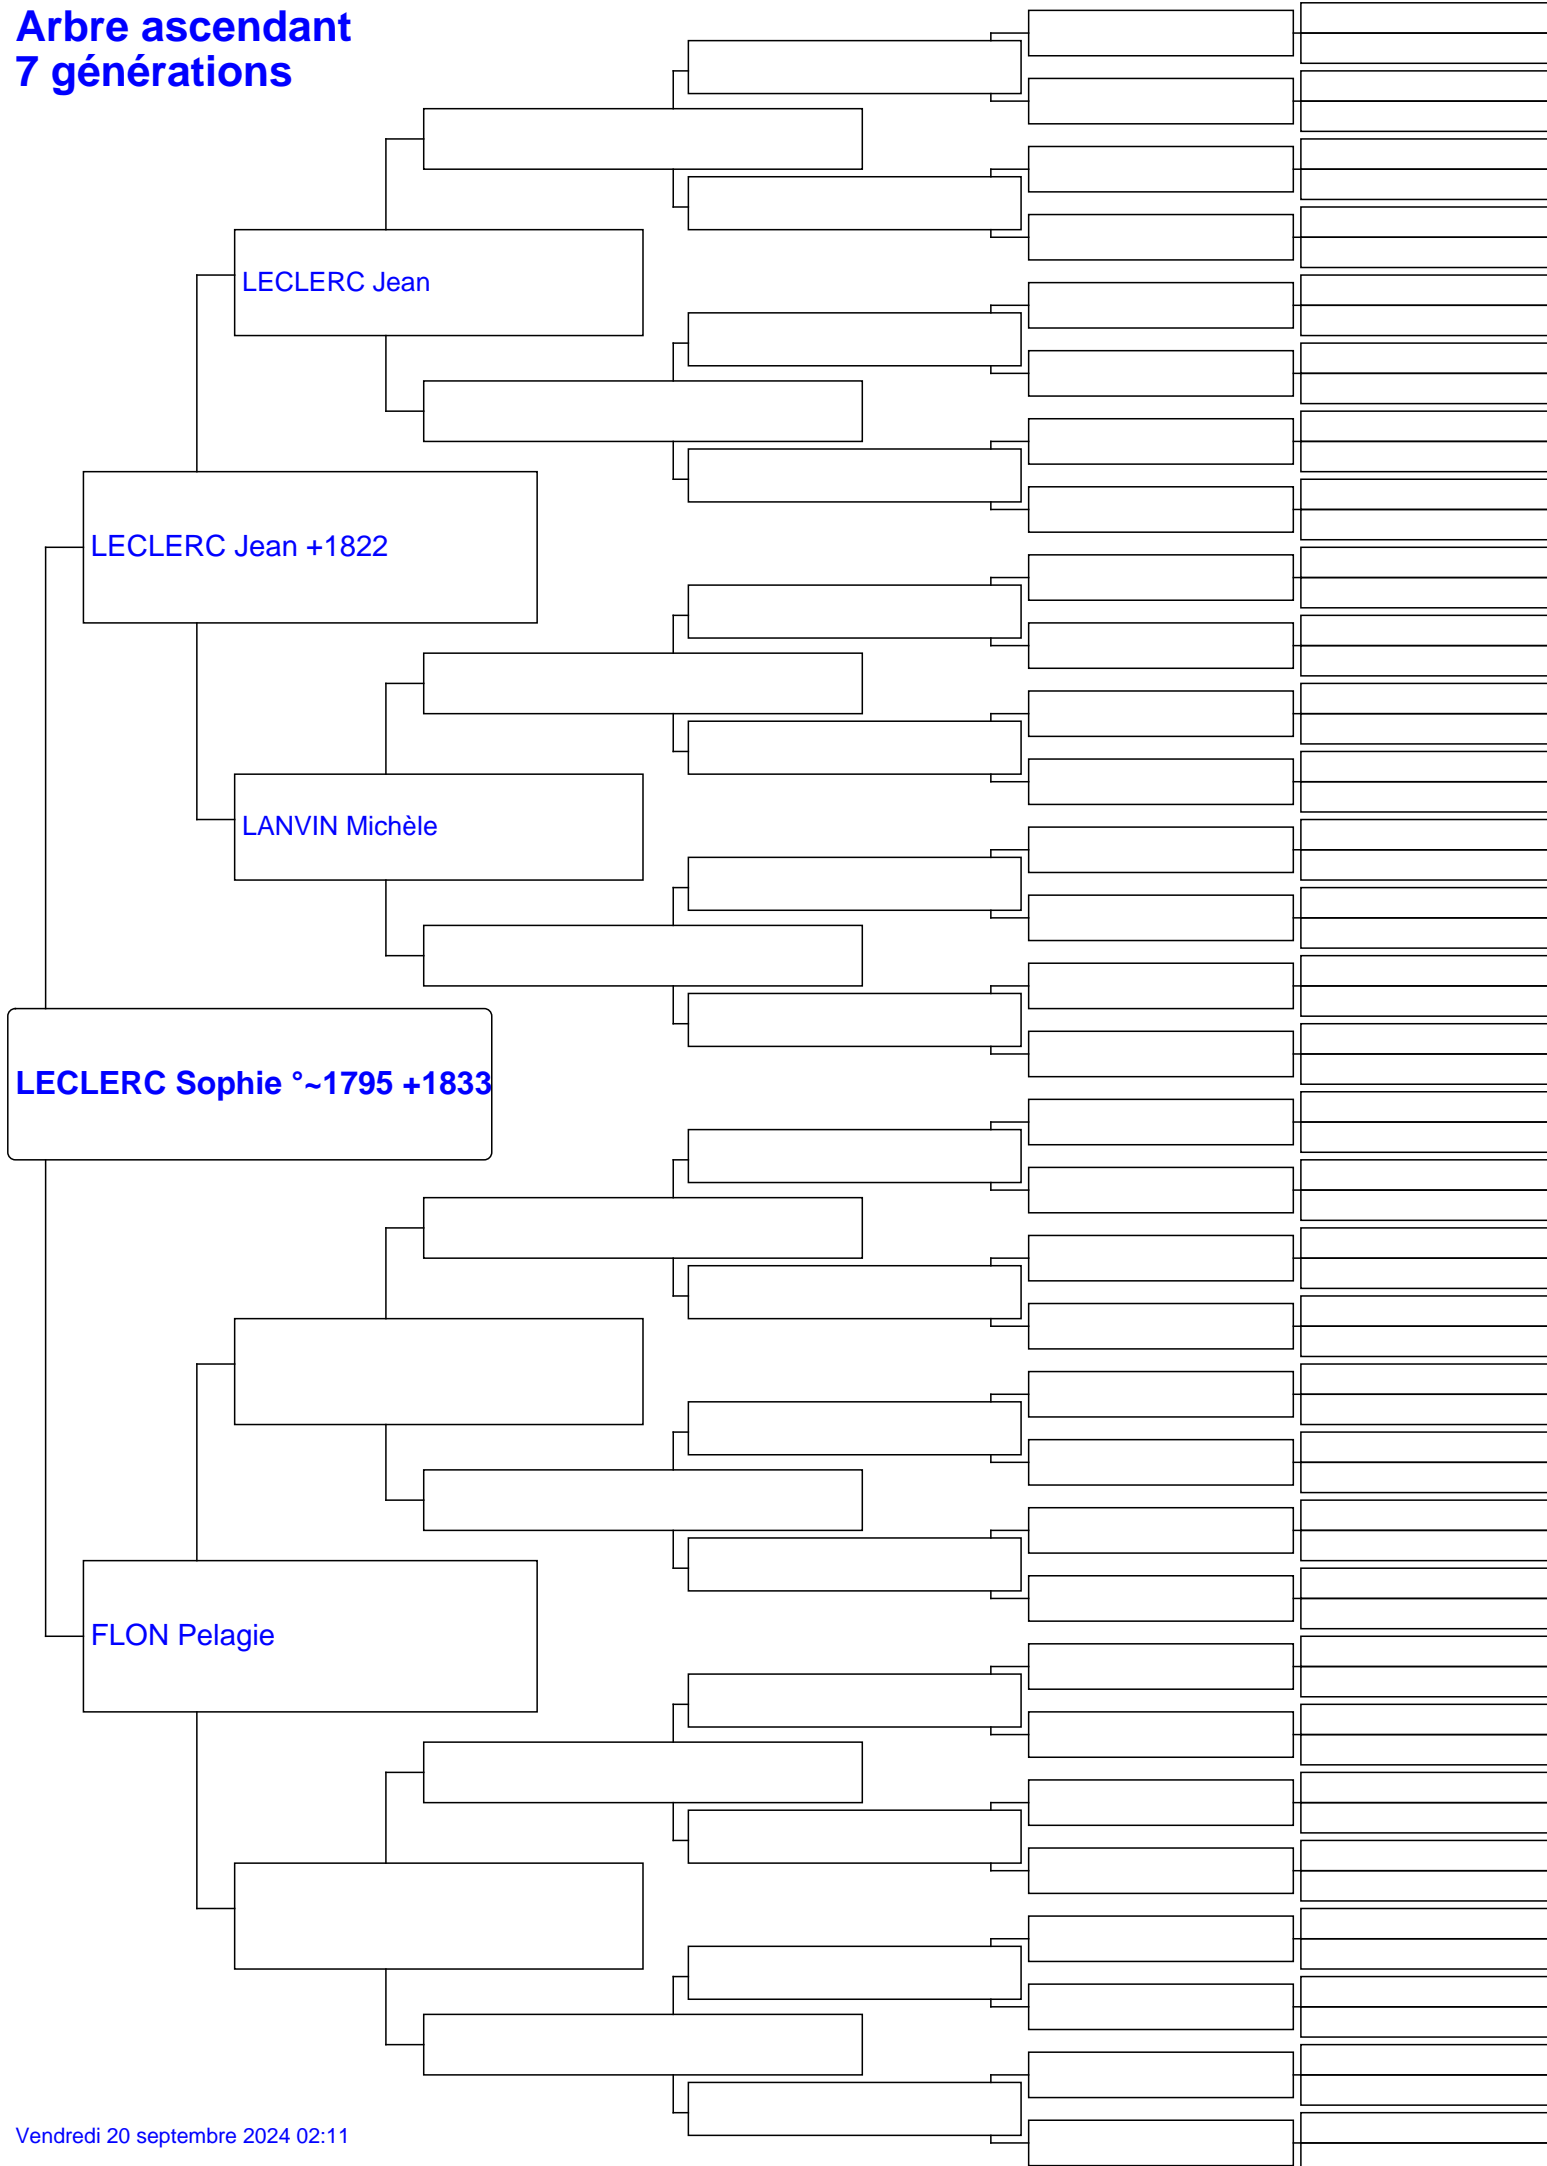 Arbre ascendant
7 générations
LECLERC Jean
LECLERC Jean +1822
LANVIN Michèle
LECLERC Sophie °~1795 +1833
FLON Pelagie
Vendredi 20 septembre 2024 02:11